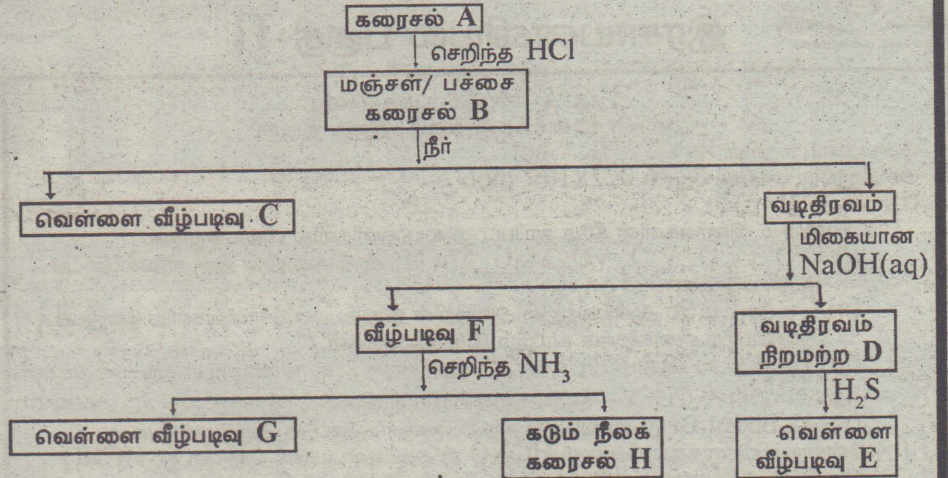 கரைசல் A
செறிந்த HCl
மஞ்சள்/ பச்சை
கரைசல் B
நீர்
வெள்ளை வீழ்படிவு C
வடிதிரவம்
மிகையான
NaOH(aq)
வீழ்படிவு F
வடிதிரவம்
நிறமற்ற D
செறிந்த NH₃
H₂S
வெள்ளை வீழ்படிவு G
கடும் நீலக்
கரைசல் H
வெள்ளை
வீழ்படிவு E